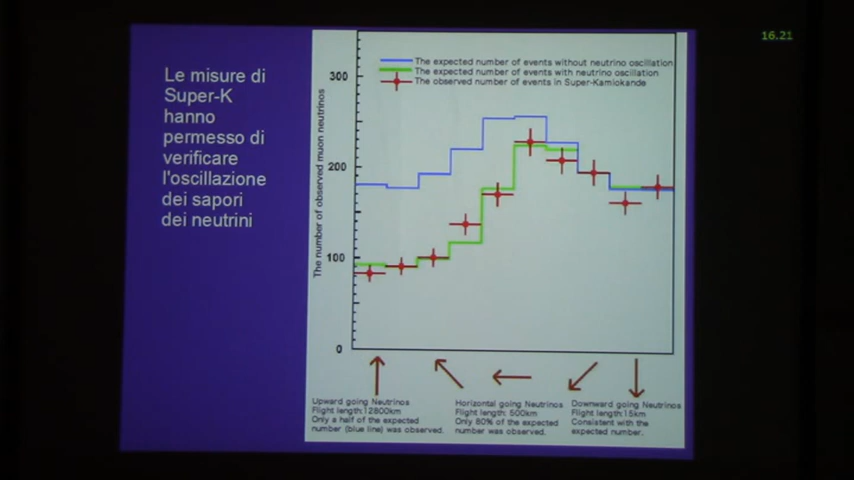 16.21
Le misure di
Super-K
hanno
permesso di
verificare
l'oscillazione
dei sapori
dei neutrini
The expected number of events without neutrino oscillation
The expected number of events with neutrino oscillation
The observed number of events in Super-Kamiokande
The number of observed muon neutrinos
300
200
100
0
Upward going Neutrinos
Flight length:12800km
Only a half of the expected
number (blue line) was observed.
Horizontal going Neutrinos
Flight length: 500km
Only 80% of the expected
number was observed.
Downward going Neutrinos
Flight length:15km
Consistent with the
expected number.